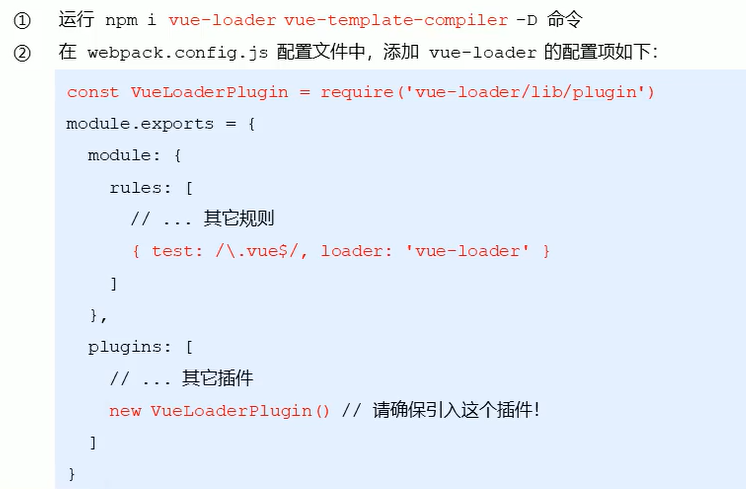 ① 运行 npm i vue-loader vue-template-compiler -D 命令
② 在 webpack.config.js 配置文件中，添加 vue-loader 的配置项如下：
const VueLoaderPlugin = require('vue-loader/lib/plugin')
module.exports = {
  module: {
    rules: [
      // ... 其它规则
      { test: /\.vue$/, loader: 'vue-loader' }
    ]
  },
  plugins: [
    // ... 其它插件
    new VueLoaderPlugin() // 请确保引入这个插件！
  ]
}